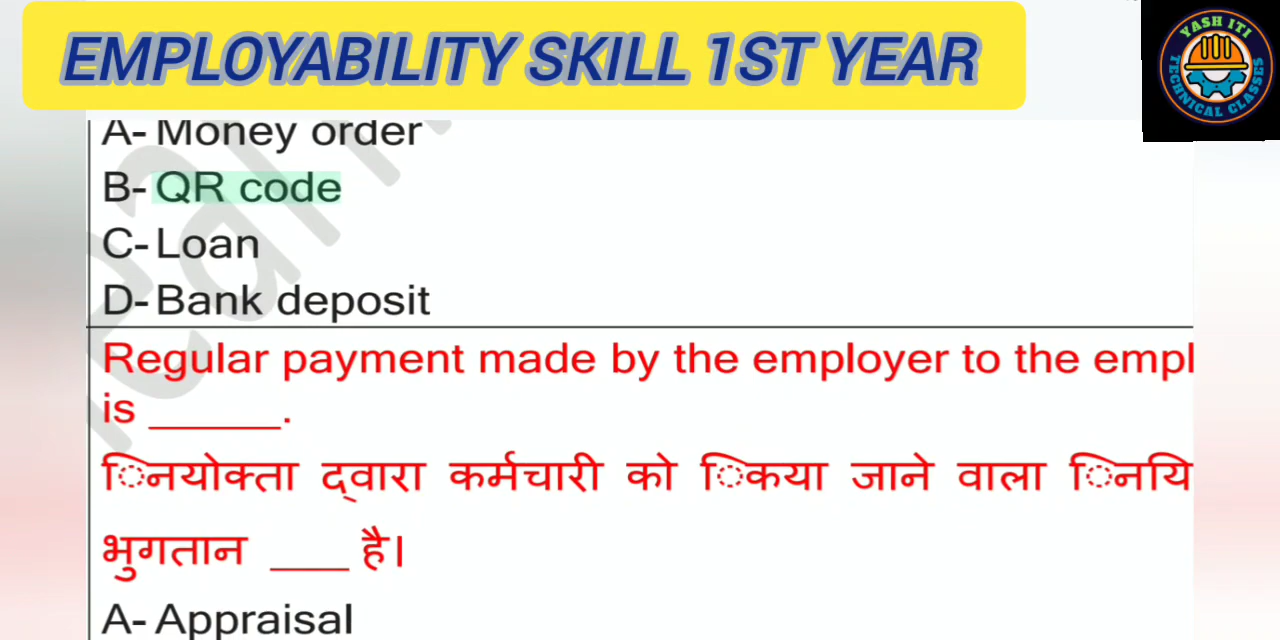 EMPLOYABILITY SKILL 1ST YEAR
YASH ITI
TECHNICAL CLASSES
A- Money order
B- QR code
C- Loan
D- Bank deposit
Regular payment made by the employer to the empl
is ______.
िनयोक्ता द्वारा कर्मचारी को िकया जाने वाला िनयि
भुगतान ____ है।
A- Appraisal